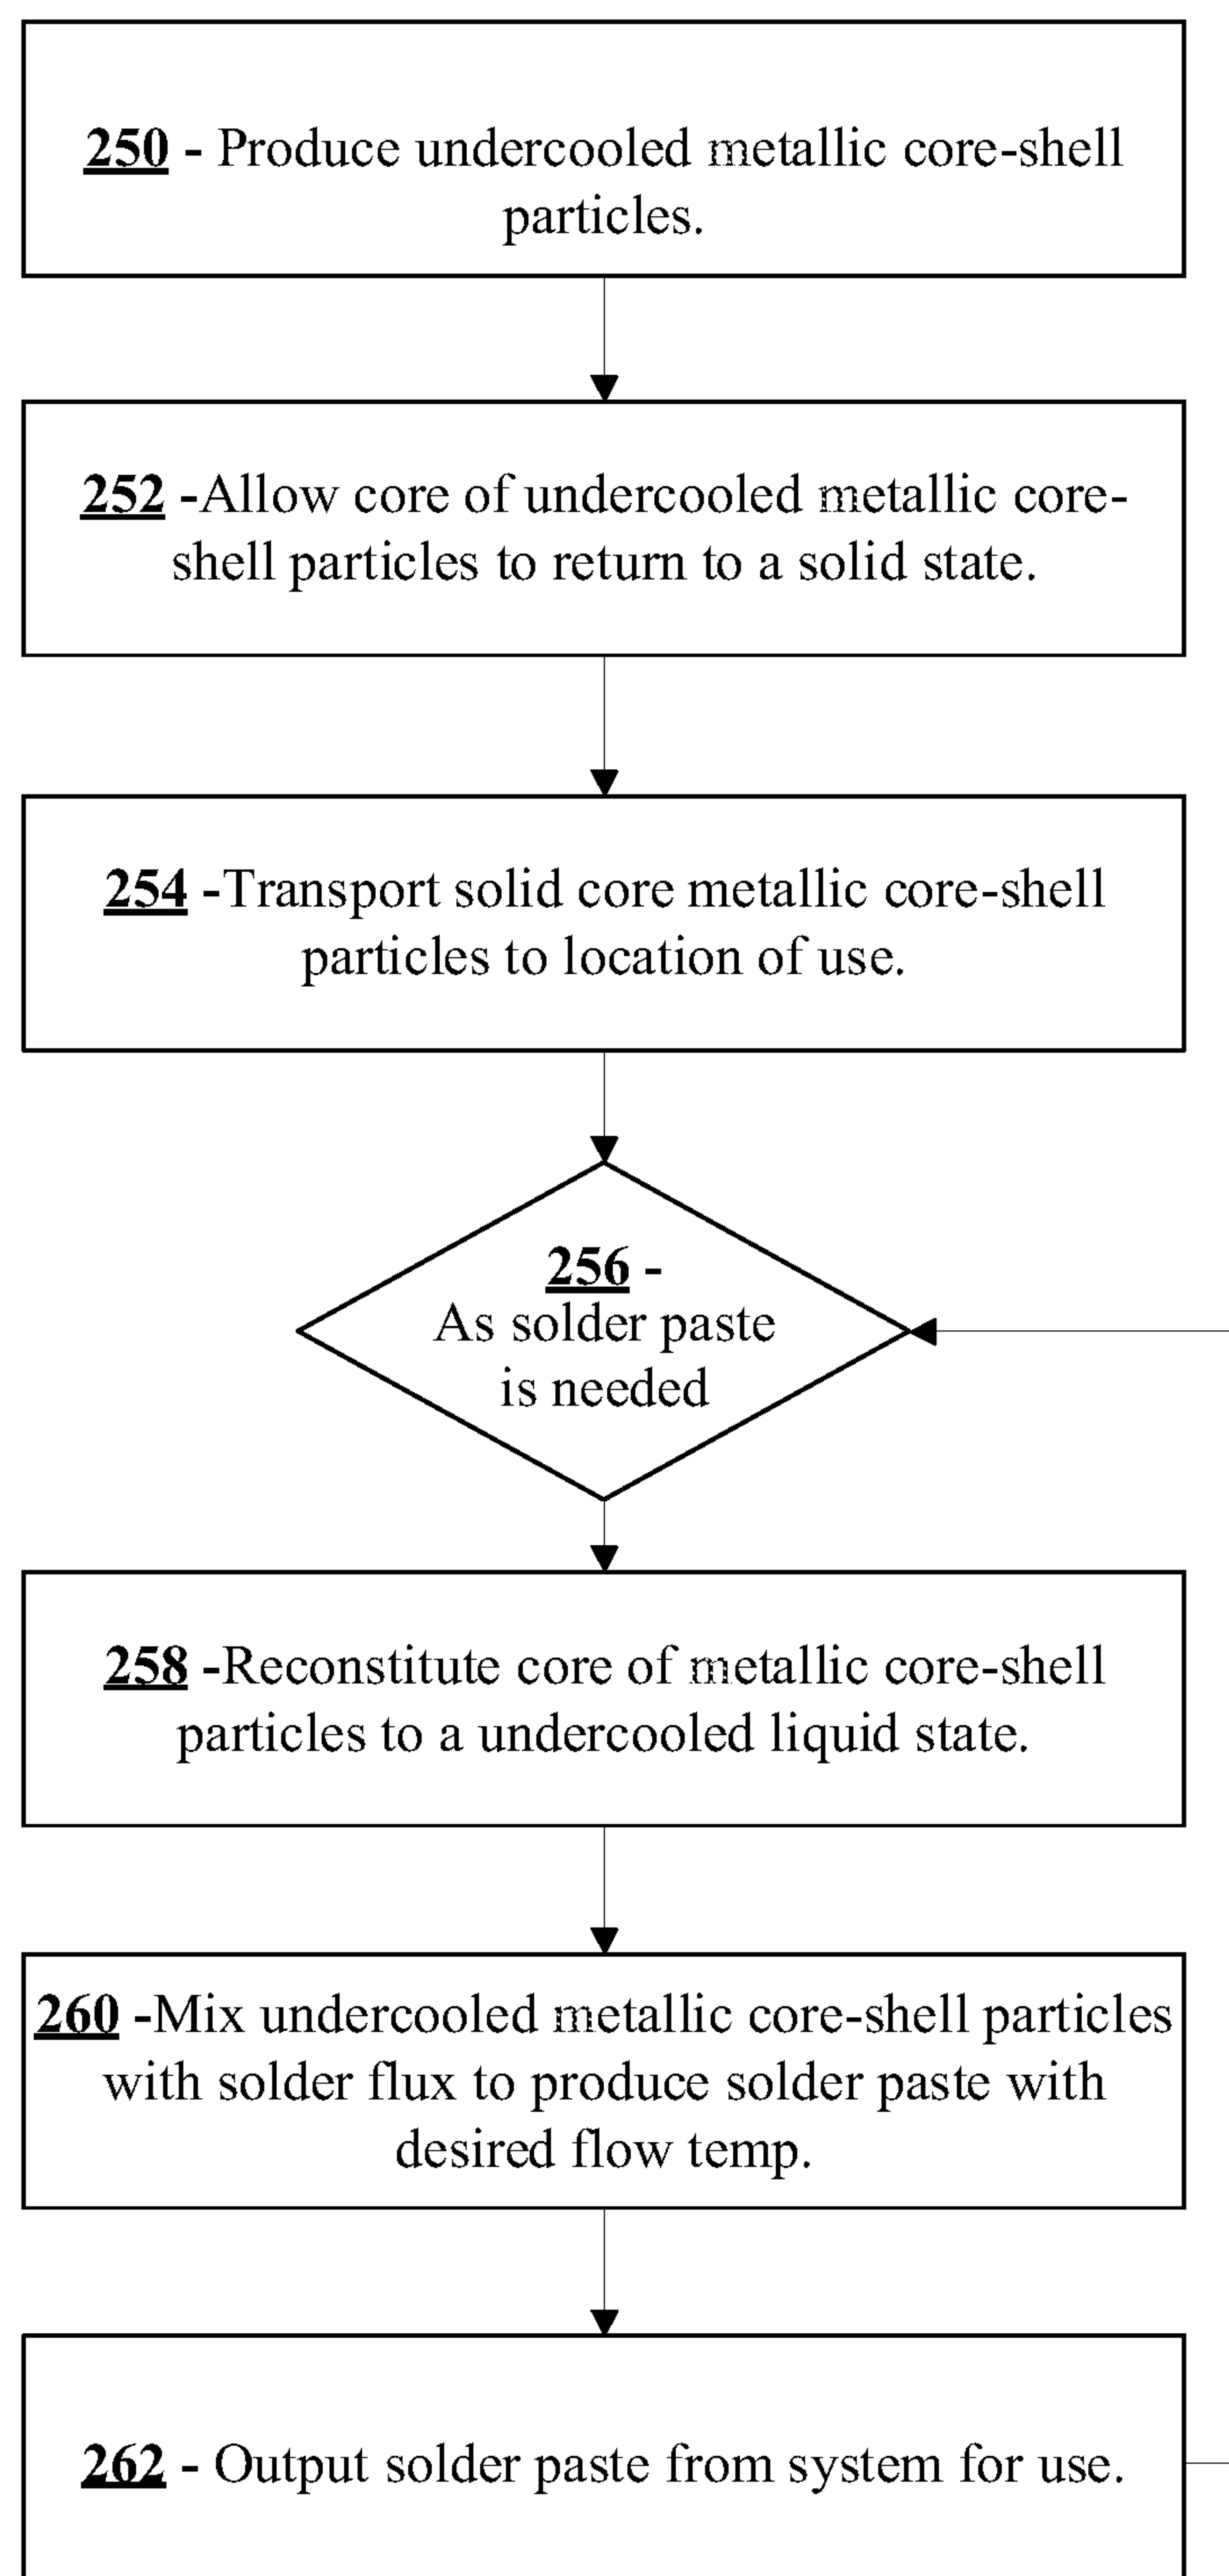 250 - Produce undercooled metallic core-shell
particles.
252 -Allow core of undercooled metallic core-
shell particles to return to a solid state.
254 -Transport solid core metallic core-shell
particles to location of use.
256 -
As solder paste
is needed
258 -Reconstitute core of metallic core-shell
particles to a undercooled liquid state.
260 -Mix undercooled metallic core-shell particles
with solder flux to produce solder paste with
desired flow temp.
262 - Output solder paste from system for use.